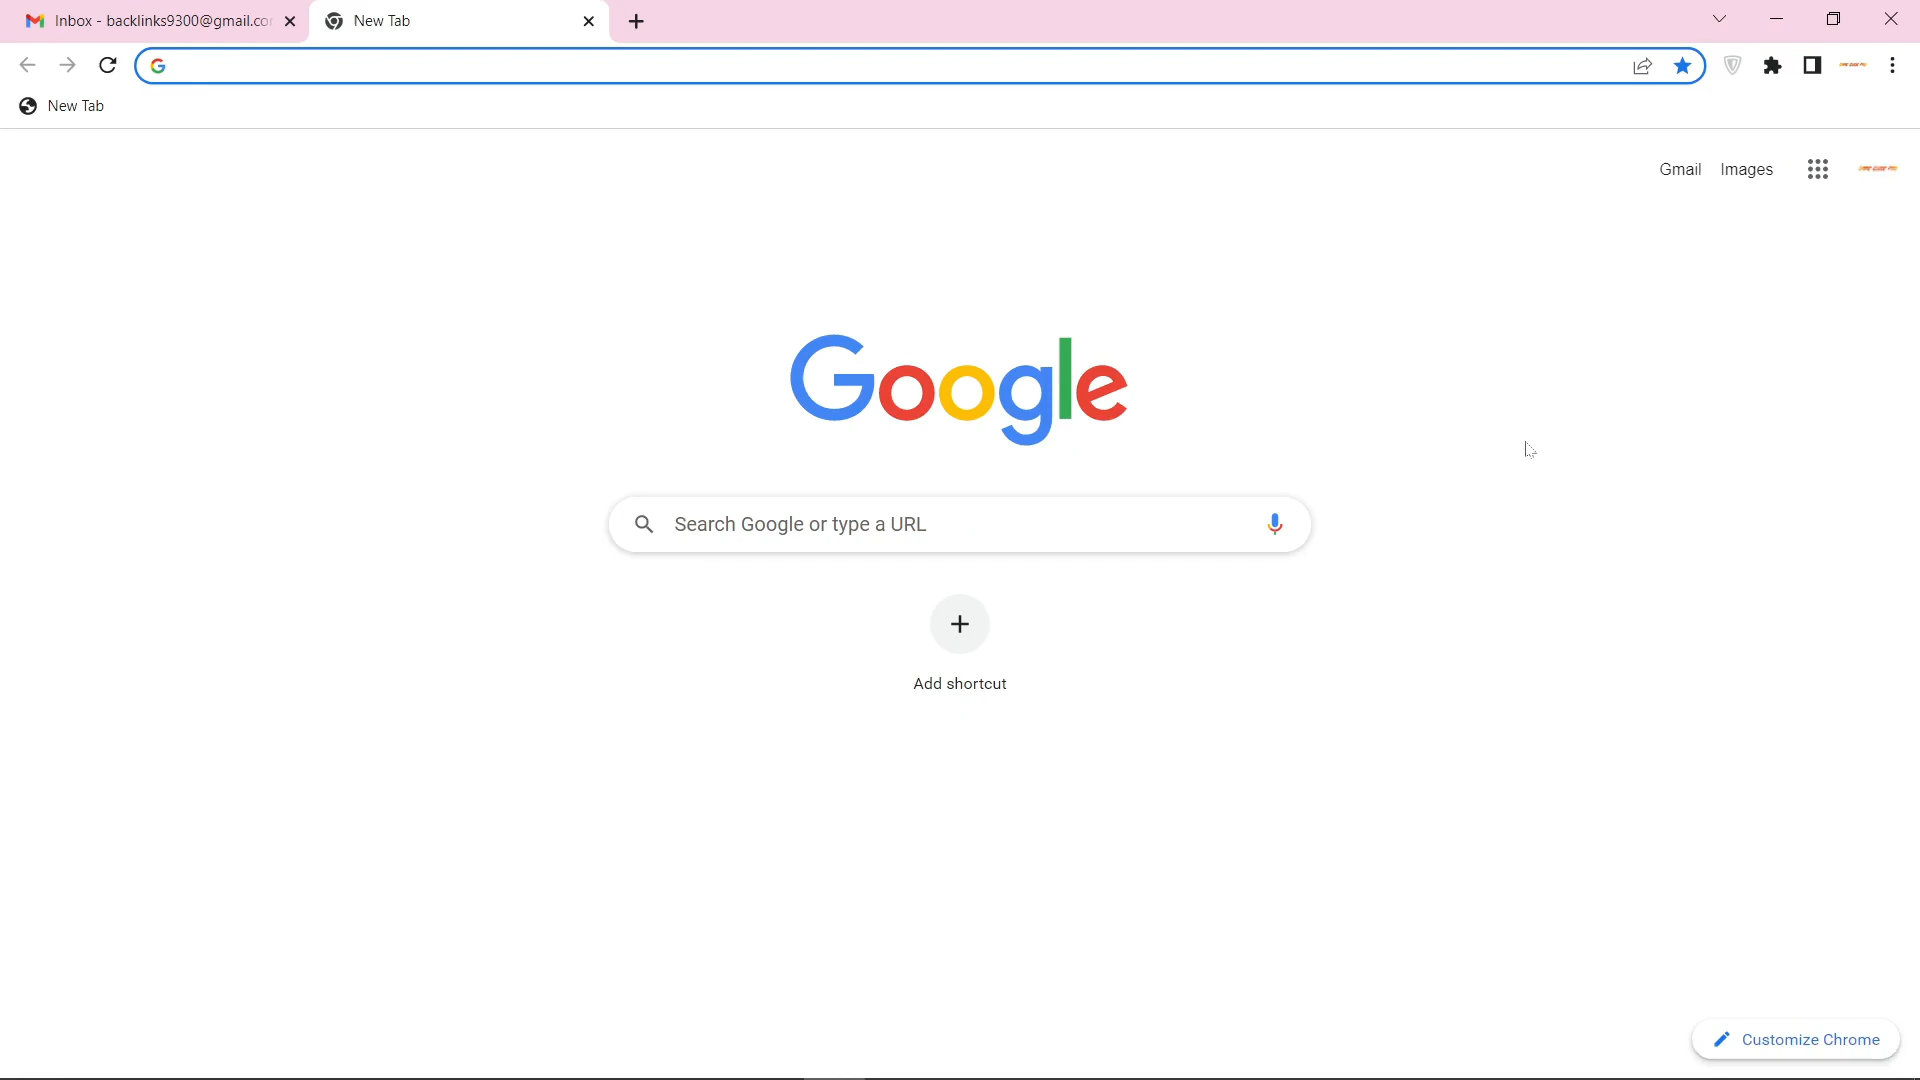 Inbox - backlinks9300@gmail.co
New Tab
New Tab
Gmail Images
Google
Search Google or type a URL
Add shortcut
Customize Chrome